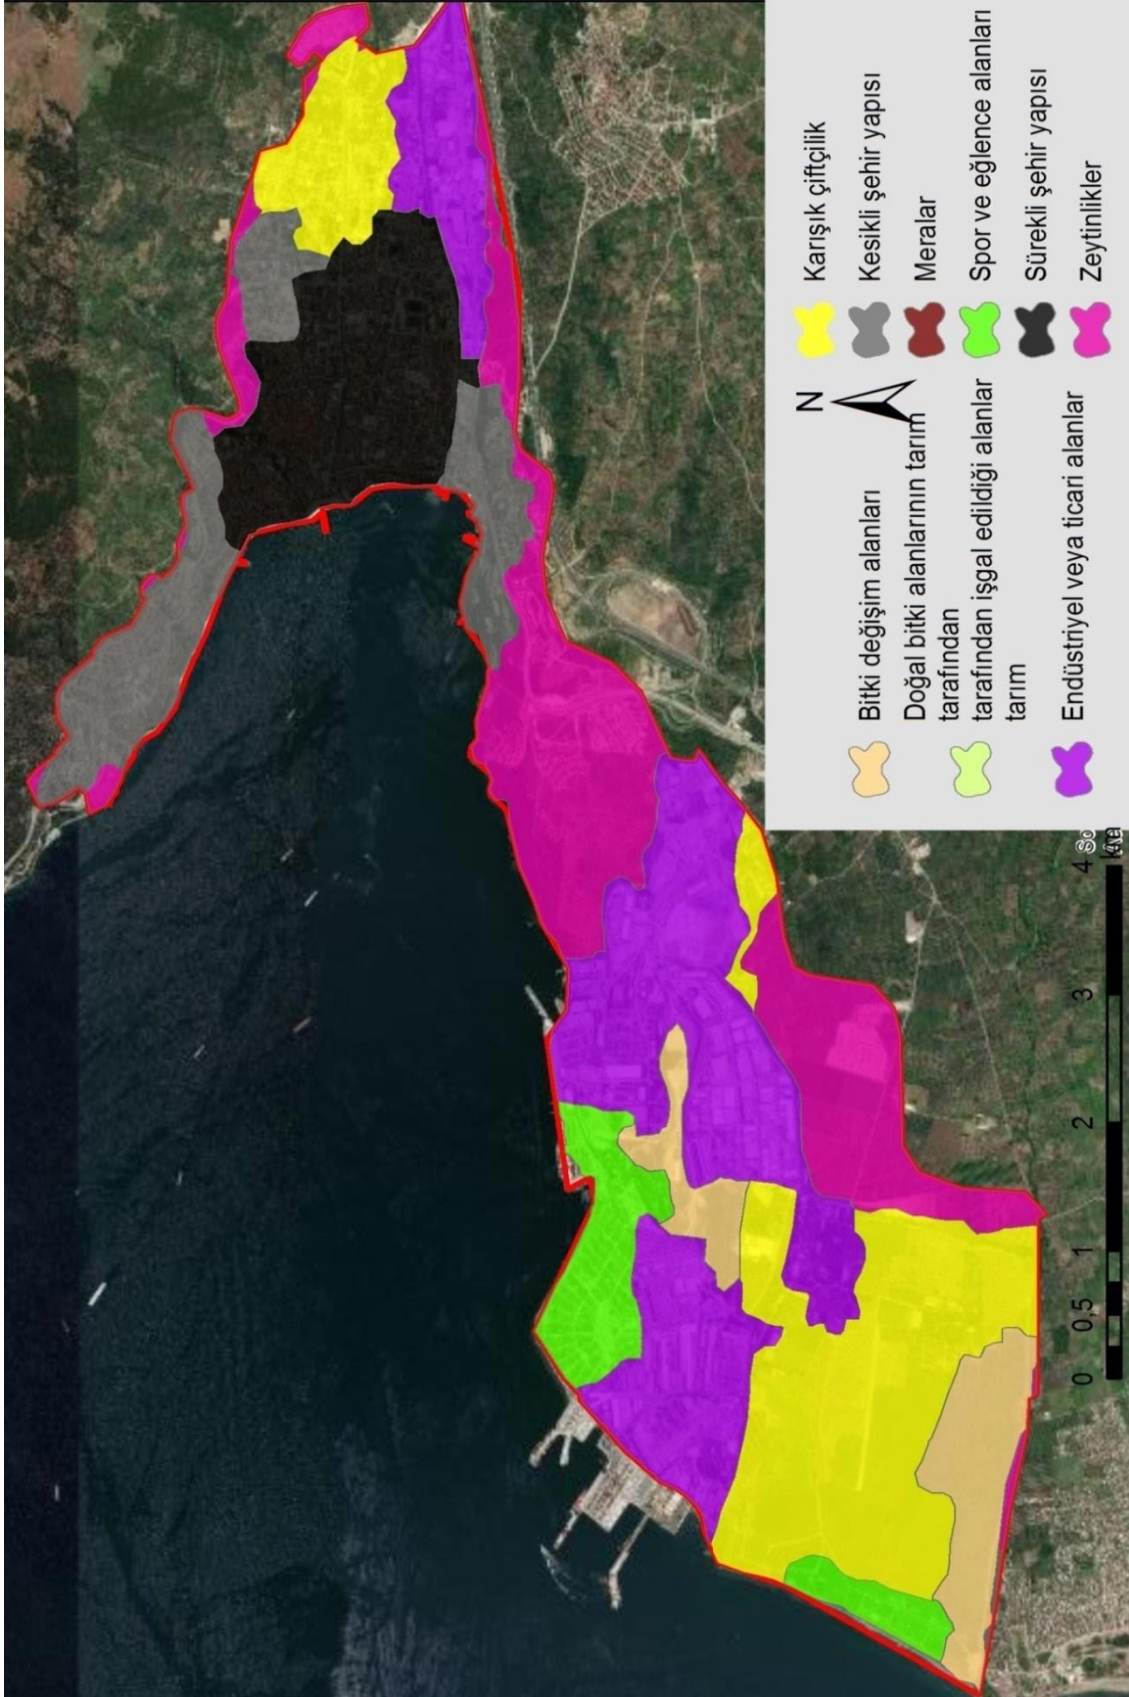 N
Bitki değişim alanları
Doğal bitki alanlarının tarım
tarafından
tarafından işgal edildiği alanlar
tarım
Endüstriyel veya ticari alanlar
Karışık çiftçilik
Kesikli şehir yapısı
Meralar
Spor ve eğlence alanları
Sürekli şehir yapısı
Zeytinlikler
0 0,5 1 2 3 4
km